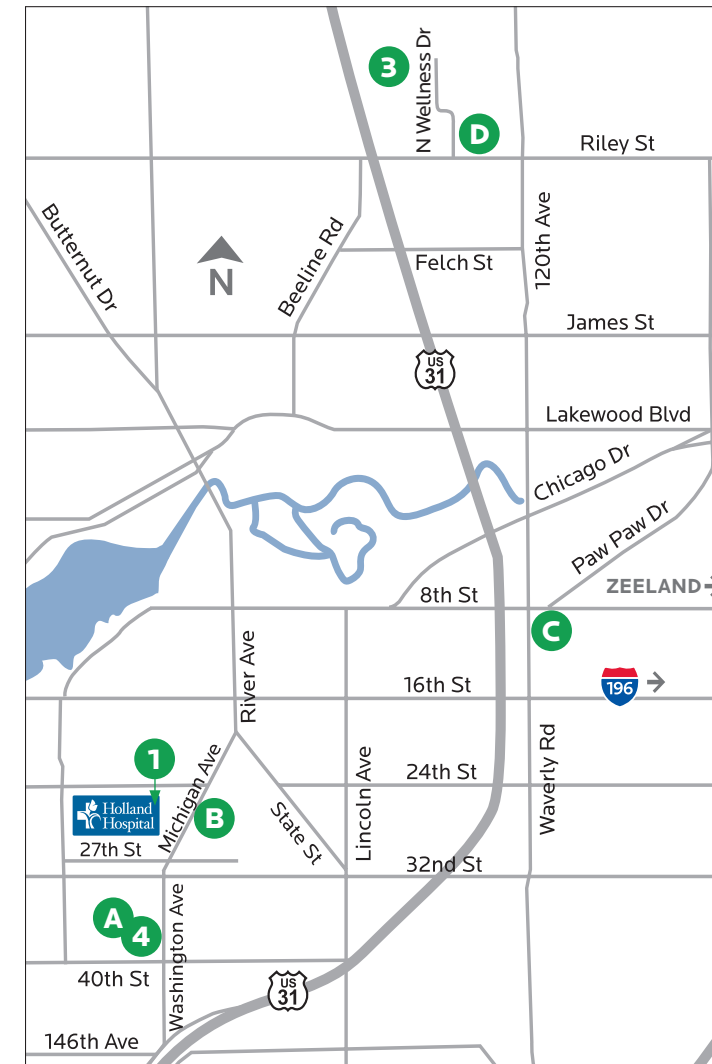 3
N Wellness Dr
D
Riley St
Butternut Dr
N
Beeline Rd
120th Ave
Felch St
James St
US
31
Lakewood Blvd
Chicago Dr
Paw Paw Dr
ZEELAND
8th St
C
River Ave
16th St
196
1
Michigan Ave
Lincoln Ave
24th St
Waverly Rd
Holland
Hospital
B
State St
27th St
32nd St
A
4
Washington Ave
40th St
US
31
146th Ave